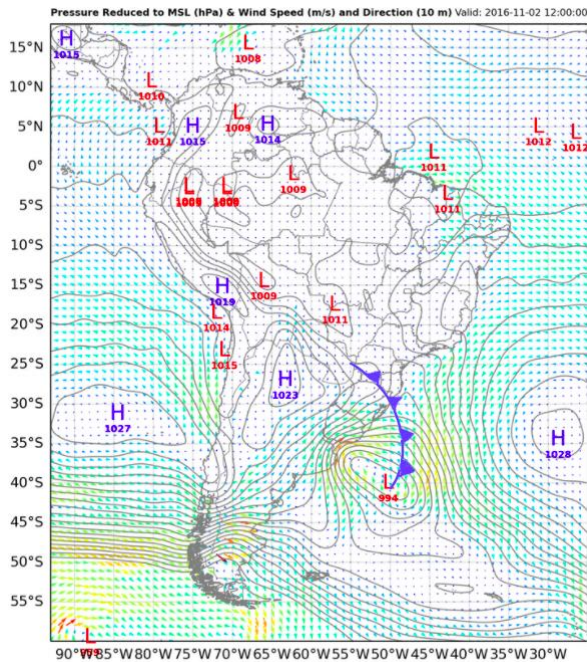 Pressure Reduced to MSL (hPa) & Wind Speed (m/s) and Direction (10 m) Valid: 2016-11-02 12:00:00
15°N
H
1015
L
1008
10°N
L
1010
5°N
L
1011
H
1015
L
1009
H
1014
L
1012
L
1012
0°
L
1011
L
1009
L
L
L
1011
5°S
10°S
15°S
H
1019
L
1009
L
1014
L
1011
20°S
L
1015
25°S
H
1023
30°S
H
1027
35°S
H
1028
40°S
L
994
45°S
50°S
55°S
L
90°W 85°W 80°W 75°W 70°W 65°W 60°W 55°W 50°W 45°W 40°W 35°W 30°W